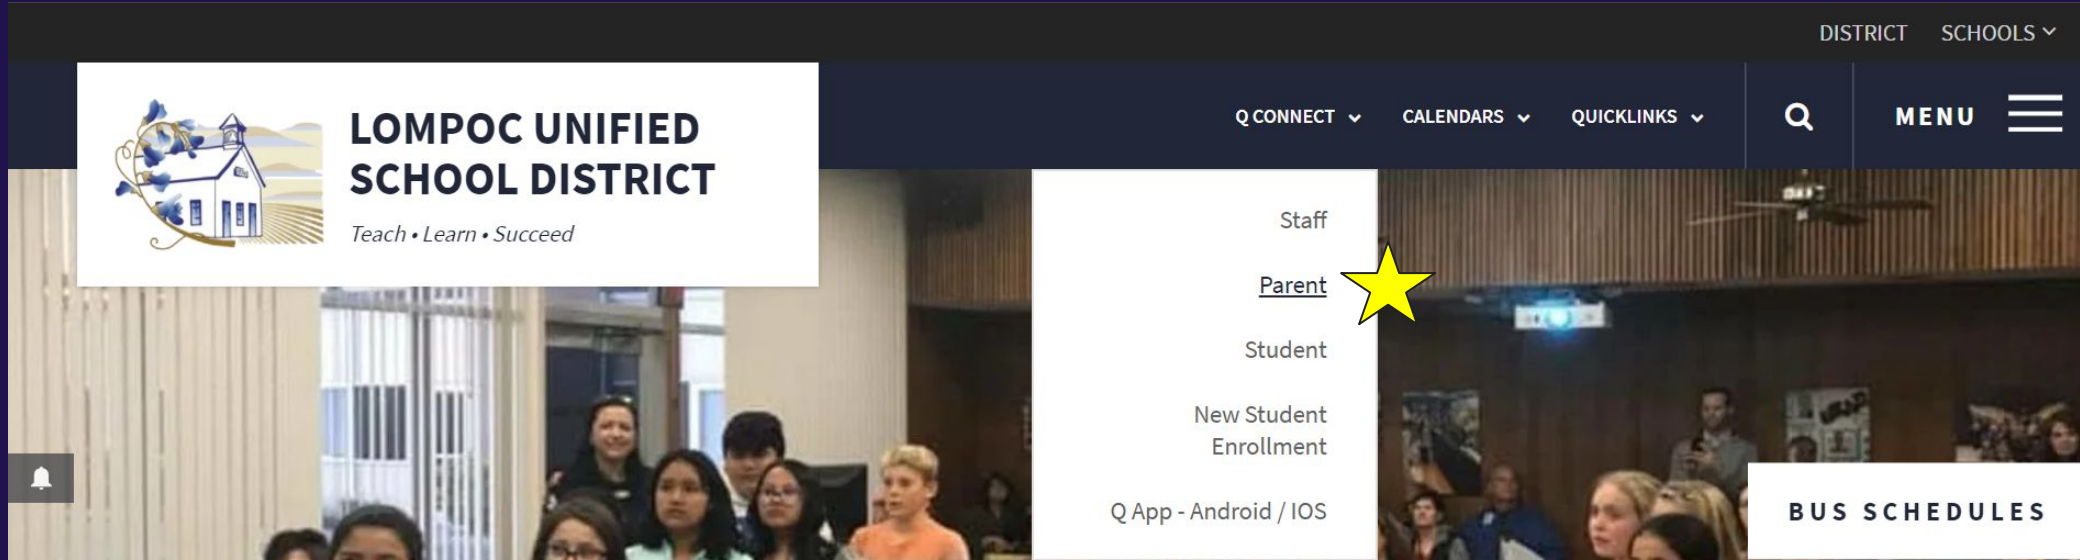 DISTRICT SCHOOLS
LOMPOC UNIFIED
SCHOOL DISTRICT
Teach • Learn • Succeed
Q CONNECT CALENDARS QUICKLINKS MENU
Staff
Parent
Student
New Student
Enrollment
Q App - Android / IOS
BUS SCHEDULES